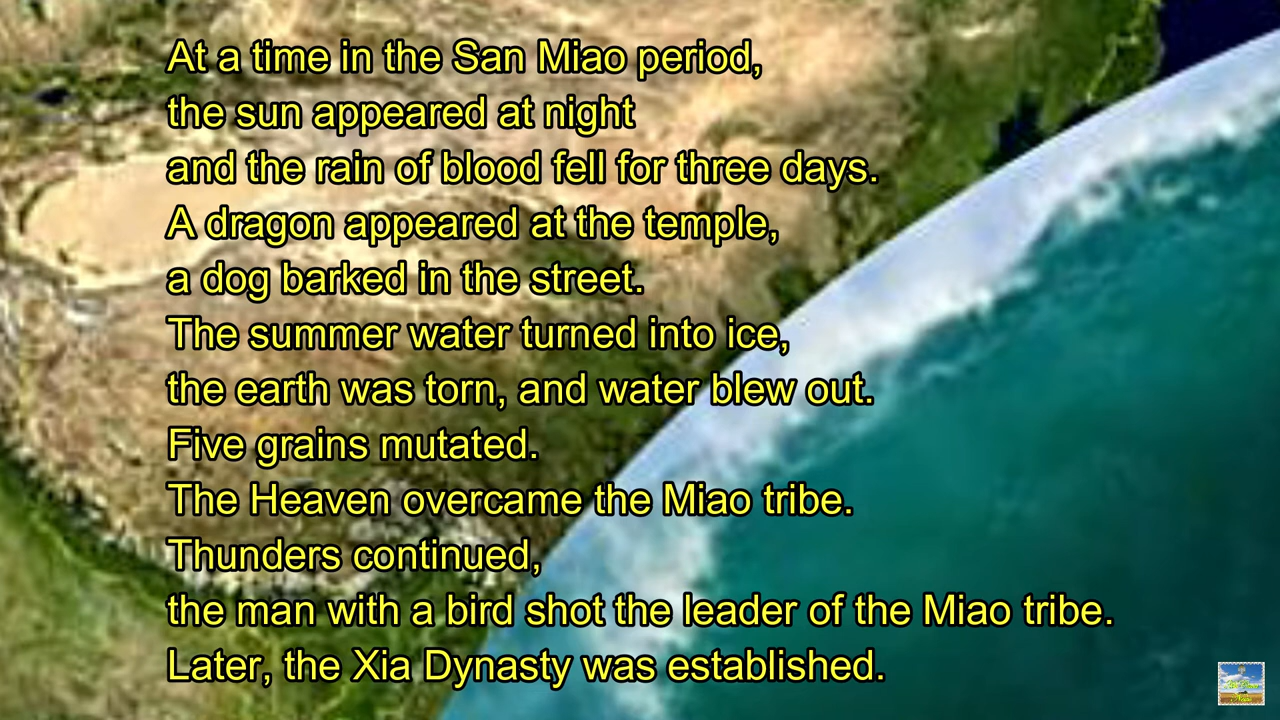 At a time in the San Miao period,
the sun appeared at night
and the rain of blood fell for three days.
A dragon appeared at the temple,
a dog barked in the street.
The summer water turned into ice,
the earth was torn, and water blew out.
Five grains mutated.
The Heaven overcame the Miao tribe.
Thunders continued,
the man with a bird shot the leader of the Miao tribe.
Later, the Xia Dynasty was established.